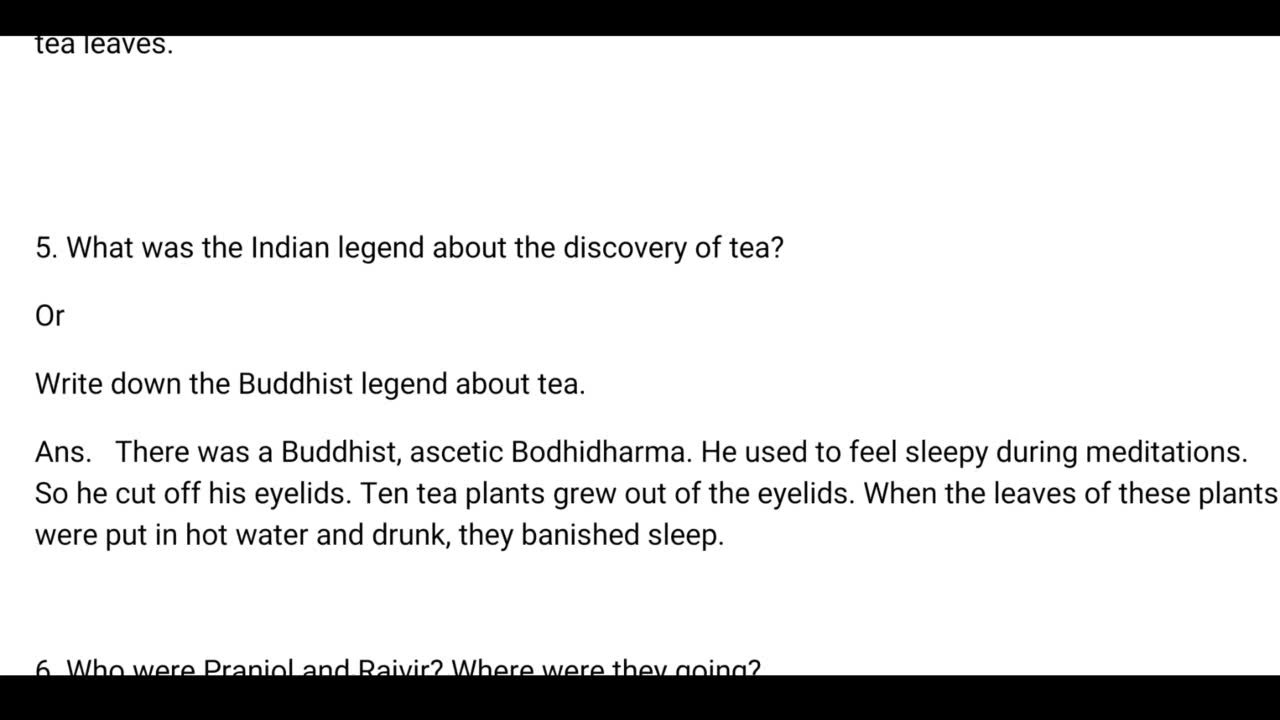 tea leaves.
5. What was the Indian legend about the discovery of tea?
Or
Write down the Buddhist legend about tea.
Ans. There was a Buddhist, ascetic Bodhidharma. He used to feel sleepy during meditations.
So he cut off his eyelids. Ten tea plants grew out of the eyelids. When the leaves of these plants
were put in hot water and drunk, they banished sleep.
6. Who were Pranjol and Rajvir? Where were they going?